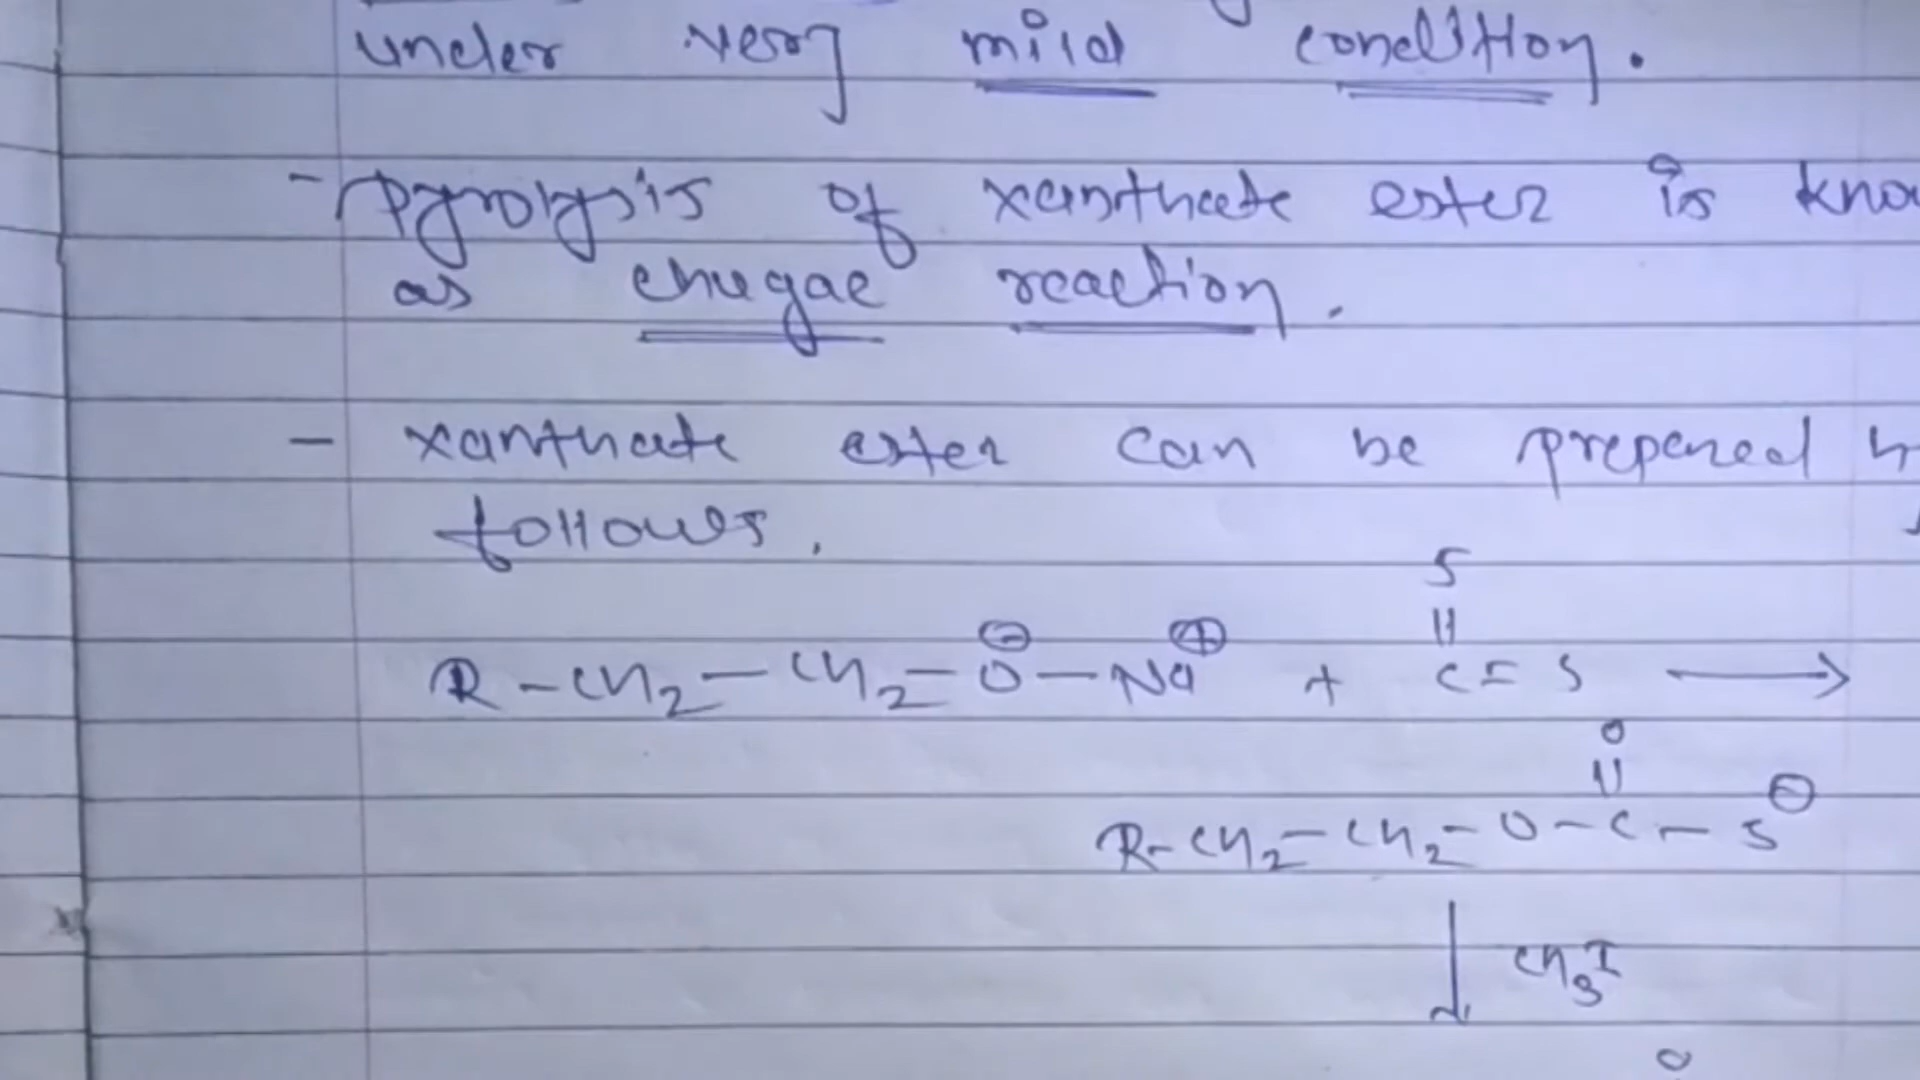 under very mild condition.
- pyrolysis of xanthate ester is kno
as chugae reaction.
- xanthate ester can be prepared
follows.
S
||
R-CH2-CH2-O⊖-Na⊕ + C=S ⟶
O
||
R-CH2-CH2-O-C-S⊖
↓ CH3I
O